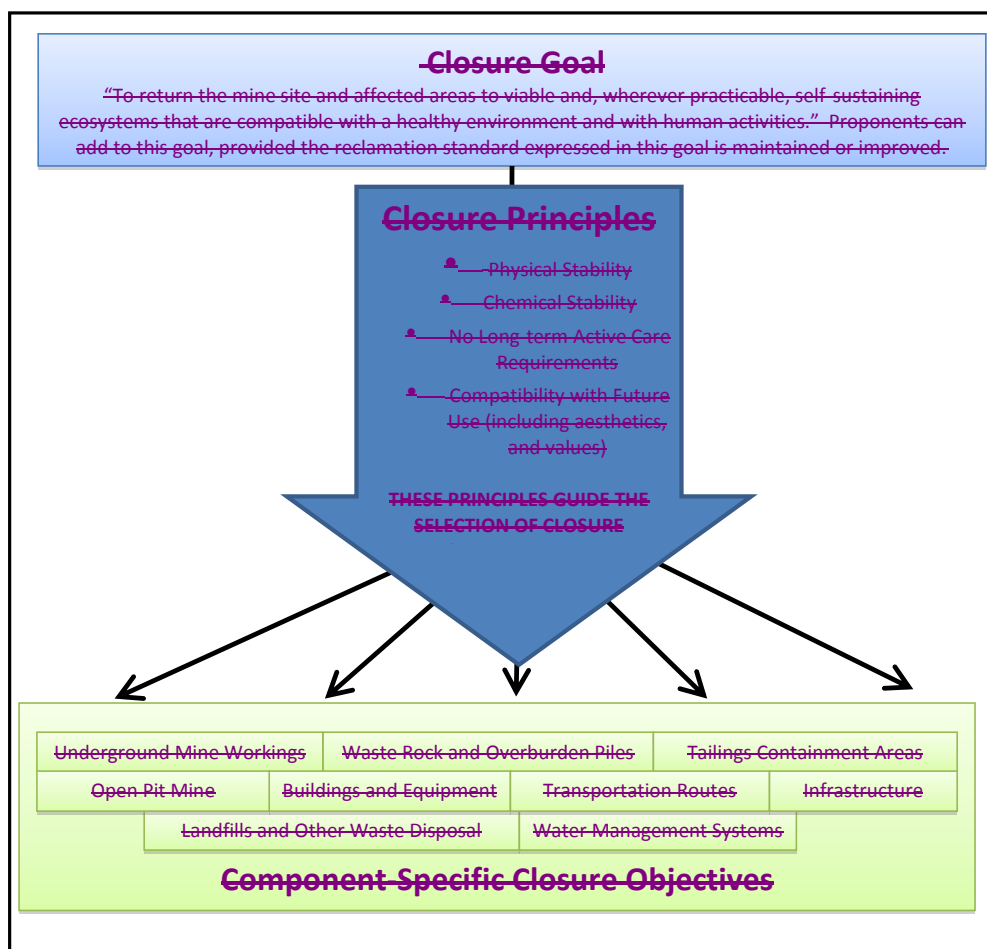 Closure Goal
“To return the mine site and affected areas to viable and, wherever practicable, self-sustaining
ecosystems that are compatible with a healthy environment and with human activities.” Proponents can
add to this goal, provided the reclamation standard expressed in this goal is maintained or improved.
Closure Principles
• Physical Stability
• Chemical Stability
• No Long-term Active Care
Requirements
• Compatibility with Future
Use (including aesthetics,
and values)
THESE PRINCIPLES GUIDE THE
SELECTION OF CLOSURE
Underground Mine Workings Waste Rock and Overburden Piles Tailings Containment Areas
Open Pit Mine Buildings and Equipment Transportation Routes Infrastructure
Landfills and Other Waste Disposal Water Management Systems
Component-Specific Closure Objectives